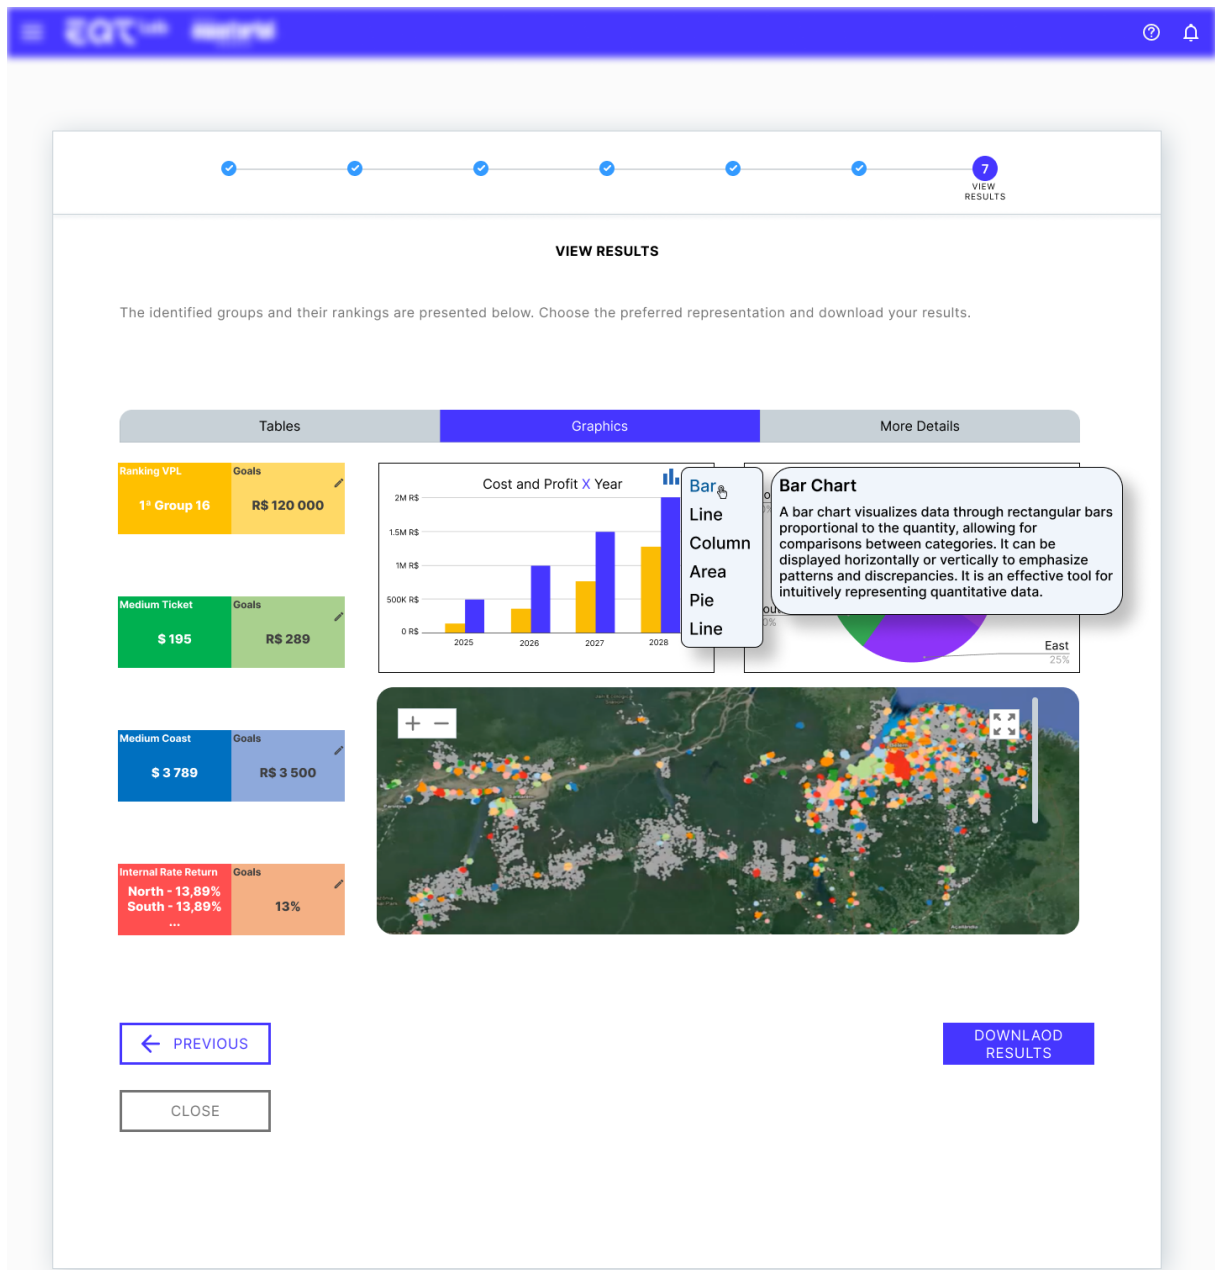 EQT Lab
7
VIEW
RESULTS
VIEW RESULTS
The identified groups and their rankings are presented below. Choose the preferred representation and download your results.
Tables
Graphics
More Details
Ranking VPL
1º Group 16
Goals
R$ 120 000
Medium Ticket
$ 195
Goals
R$ 289
Medium Coast
$ 3 789
Goals
R$ 3 500
Internal Rate Return
North - 13,89%
South - 13,89%
...
Goals
13%
Cost and Profit X Year
2M R$
1.5M R$
1M R$
500K R$
0 R$
2025
2026
2027
2028
Bar
Line
Column
Area
Pie
Line
Bar Chart
A bar chart visualizes data through rectangular bars
proportional to the quantity, allowing for
comparisons between categories. It can be
displayed horizontally or vertically to emphasize
patterns and discrepancies. It is an effective tool for
intuitively representing quantitative data.
East
25%
PREVIOUS
DOWNLAOD
RESULTS
CLOSE